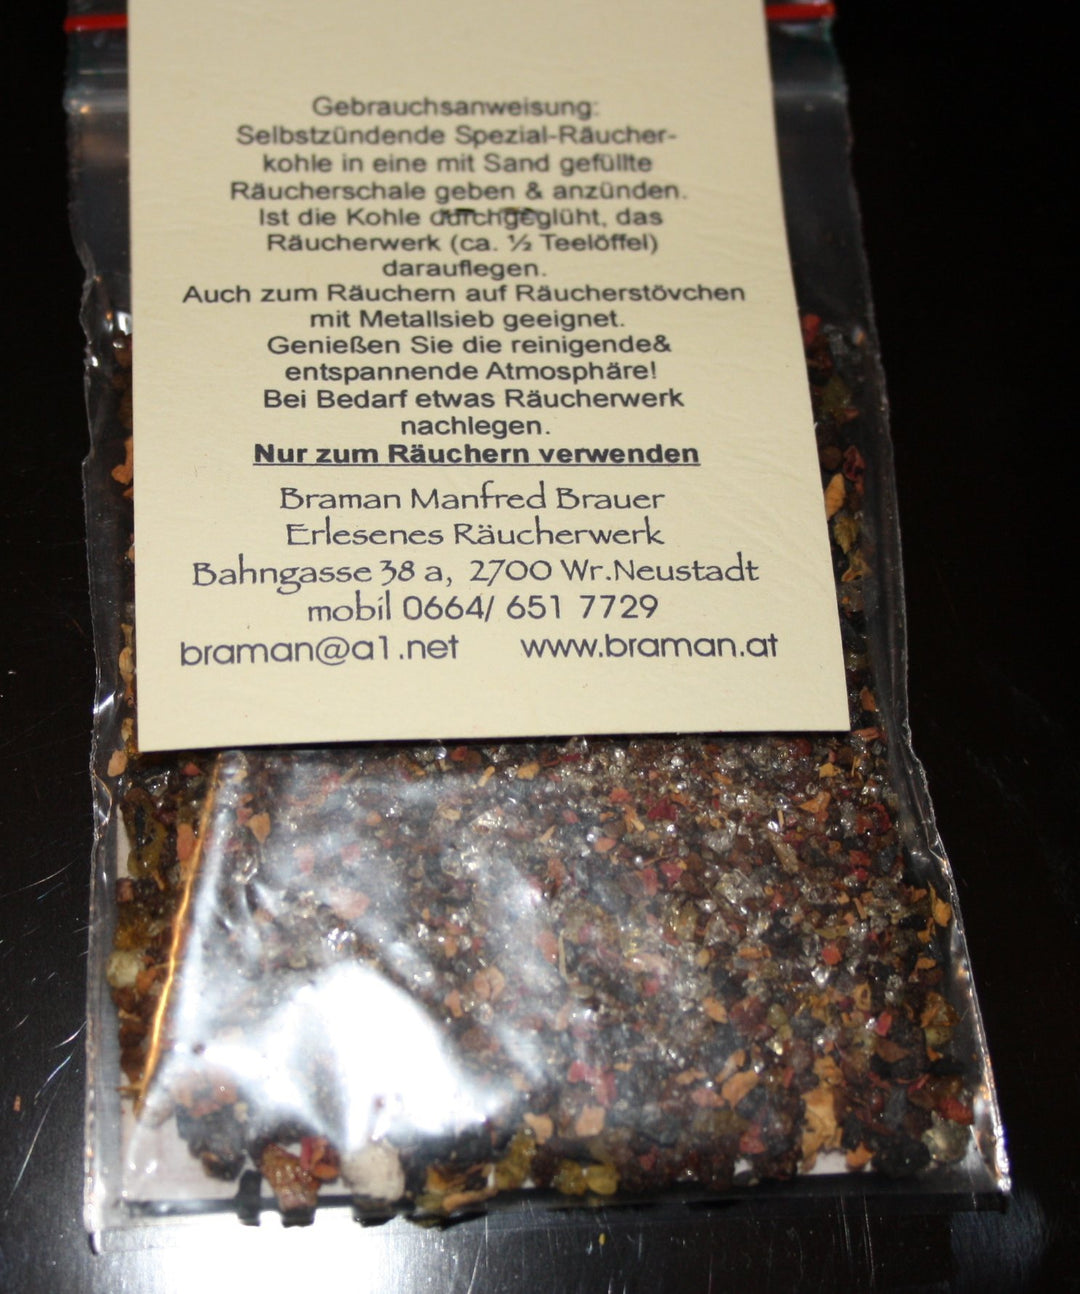 Gebrauchsanweisung:
Selbstzündende Spezial-Räucher-
kohle in eine mit Sand gefüllte
Räucherschale geben & anzünden.
Ist die Kohle durchgeglüht, das
Räucherwerk (ca. ½ Teelöffel)
darauflegen.
Auch zum Räuchern auf Räucherstövchen
mit Metallsieb geeignet.
Genießen Sie die reinigende&
entspannende Atmosphäre!
Bei Bedarf etwas Räucherwerk
nachlegen.
Nur zum Räuchern verwenden
Braman Manfred Brauer
Erlesenes Räucherwerk
Bahngasse 38 a, 2700 Wr.Neustadt
mobil 0664/ 651 7729
braman@a1.net www.braman.at